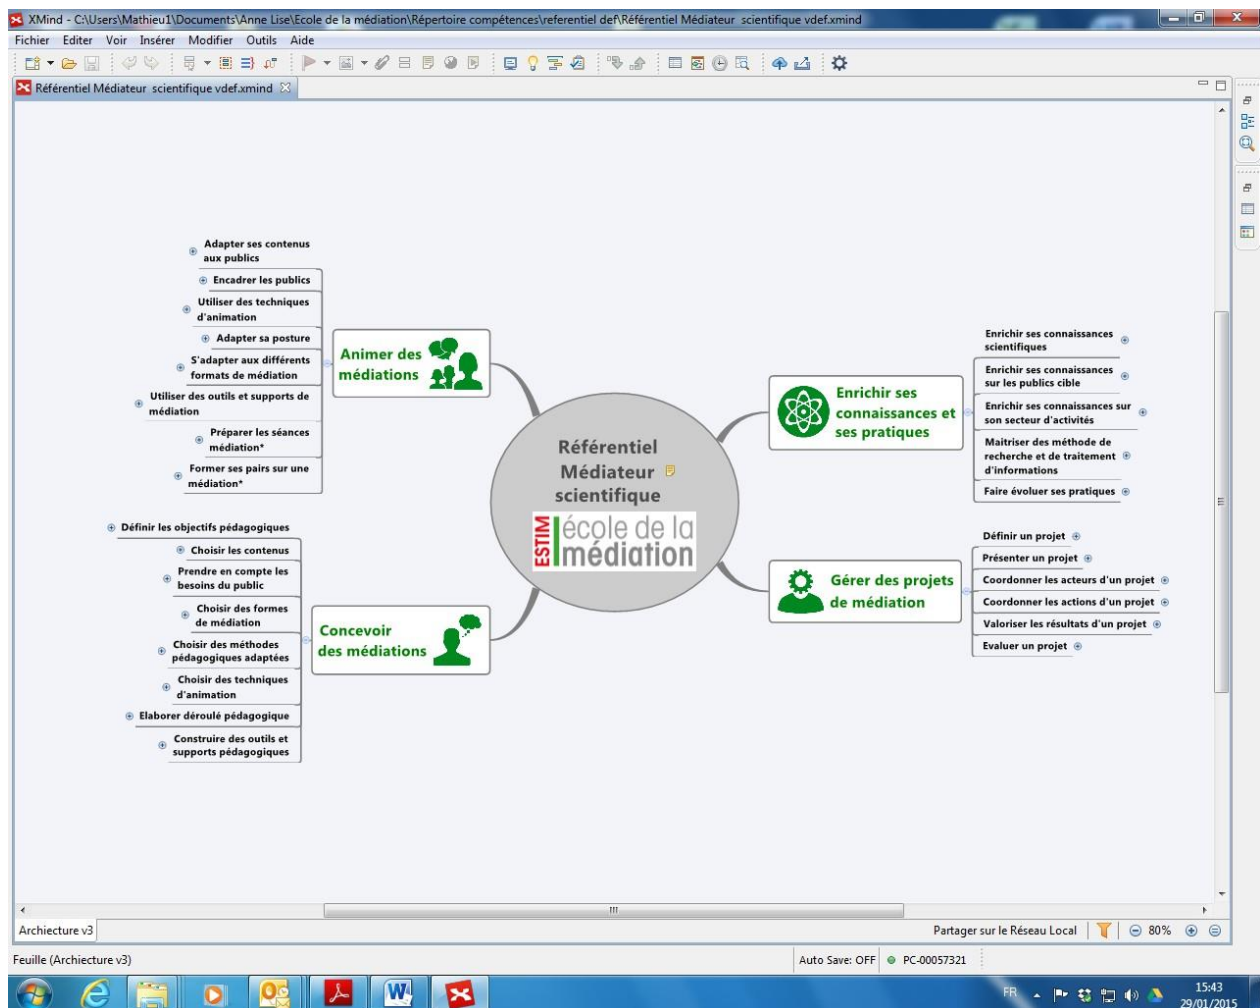 XMind - C:\Users\Mathieu1\Documents\Anne Lise\Ecole de la médiation\Répertoire compétences\referentiel def\Référentiel Médiateur  scientifique vdef.xmind
Fichier Editer Voir Insérer Modifier Outils Aide
Référentiel Médiateur  scientifique vdef.xmind
Adapter ses contenus
aux publics
Encadrer les publics
Utiliser des techniques
d'animation
Adapter sa posture
S'adapter aux différents
formats de médiation
Utiliser des outils et supports de
médiation
Préparer les séances
médiation*
Former ses pairs sur une
médiation*
Animer des
médiations
Définir les objectifs pédagogiques
Choisir les contenus
Prendre en compte les
besoins du public
Choisir des formes
de médiation
Choisir des méthodes
pédagogiques adaptées
Choisir des techniques
d'animation
Elaborer déroulé pédagogique
Construire des outils et
supports pédagogiques
Concevoir
des médiations
Référentiel
Médiateur
scientifique
ESTIM
école de la
médiation
Enrichir ses
connaissances et
ses pratiques
Enrichir ses connaissances
scientifiques
Enrichir ses connaissances
sur les publics cible
Enrichir ses connaissances sur
son secteur d'activités
Maitriser des méthode de
recherche et de traitement
d'informations
Faire évoluer ses pratiques
Gérer des projets
de médiation
Définir un projet
Présenter un projet
Coordonner les acteurs d'un projet
Coordonner les actions d'un projet
Valoriser les résultats d'un projet
Evaluer un projet
Archiecture v3
Partager sur le Réseau Local
80%
Feuille (Archiecture v3)
Auto Save: OFF
PC-00057321
FR
15:43
29/01/2015